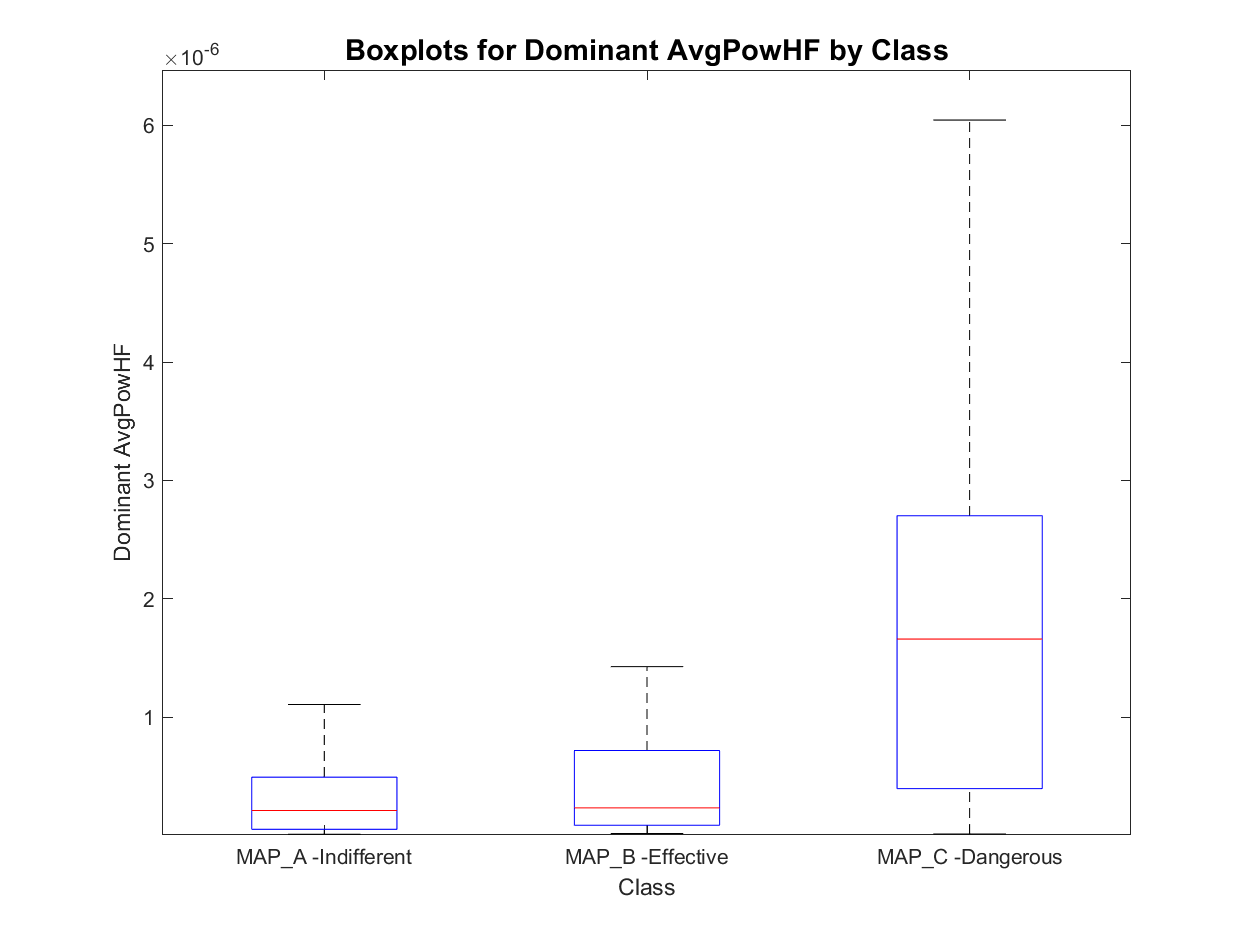 ×10-6
Boxplots for Dominant AvgPowHF by Class
6
5
4
3
2
1
Dominant AvgPowHF
MAP_A -Indifferent
MAP_B -Effective
MAP_C -Dangerous
Class